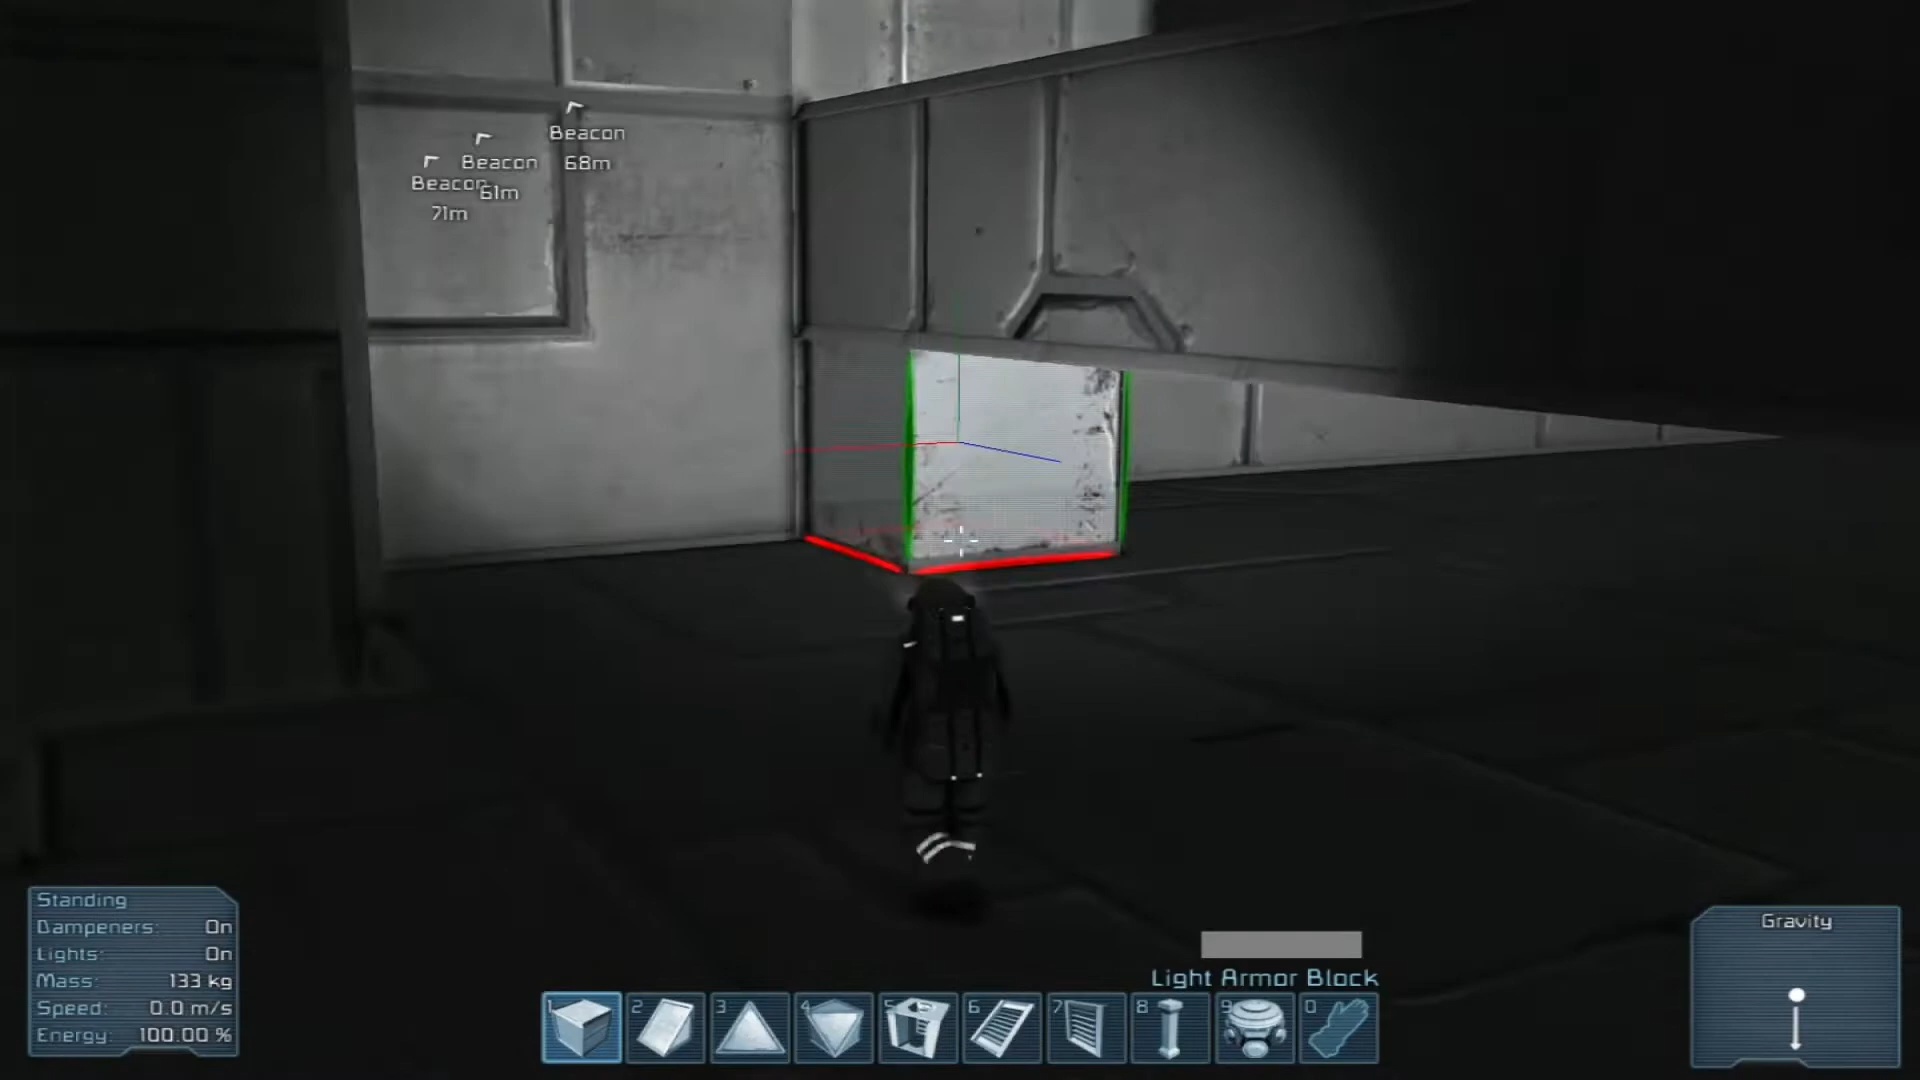 Beacon
68m
Beacon
61m
Beacon
71m
Standing
Dampeners: On
Lights: On
Mass: 133 kg
Speed: 0.0 m/s
Energy: 100.00 %
Light Armor Block
1 2 3 4 5 6 7 8 9 0
Gravity